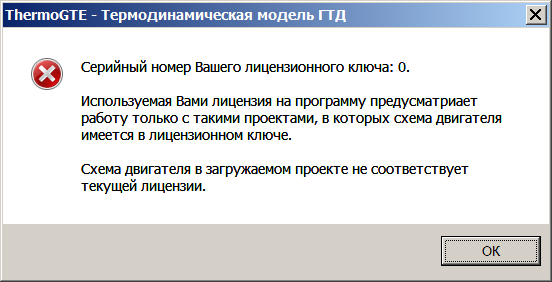 ThermoGTE - Термодинамическая модель ГТД
Серийный номер Вашего лицензионного ключа: 0.
Используемая Вами лицензия на программу предусматриает
работу только с такими проектами, в которых схема двигателя
имеется в лицензионном ключе.
Схема двигателя в загружаемом проекте не соответствует
текущей лицензии.
ОК